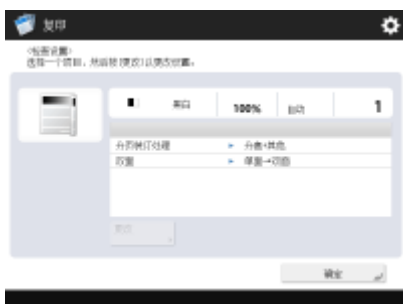 复印
<检查设置>
选择一个项目，然后按[更改]以更改设置。
黑白 100% 自动 1
分页装订处理 ▶ 分套+其他
双面 ▶ 单面→双面
更改
确定